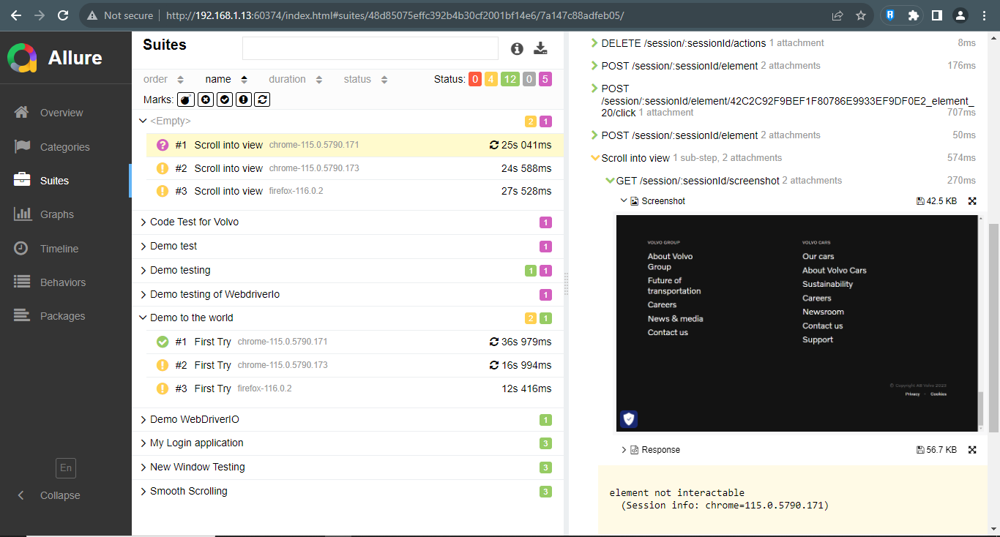 Not secure
http://192.168.1.13:60374/index.html#suites/48d85075effc392b4b30cf2001bf14e6/7a147c88adfeb05/
Allure
Overview
Categories
Suites
Graphs
Timeline
Behaviors
Packages
En
Collapse
Suites
order name duration status Status: 0 4 12 0 5
Marks:
<Empty> 2 1
#1 Scroll into view chrome-115.0.5790.171 25s 041ms
#2 Scroll into view chrome-115.0.5790.173 24s 588ms
#3 Scroll into view firefox-116.0.2 27s 528ms
Code Test for Volvo 1
Demo test 1
Demo testing 1 1
Demo testing of WebdriverIo 1
Demo to the world 2 1
#1 First Try chrome-115.0.5790.171 36s 979ms
#2 First Try chrome-115.0.5790.173 16s 994ms
#3 First Try firefox-116.0.2 12s 416ms
Demo WebDriverIO 1
My Login application 3
New Window Testing 3
Smooth Scrolling 3
DELETE /session/:sessionId/actions 1 attachment 8ms
POST /session/:sessionId/element 2 attachments 176ms
POST
/session/:sessionId/element/42C2C92F9BEF1F80786E9933EF9DF0E2_element_
20/click 1 attachment 707ms
POST /session/:sessionId/element 2 attachments 50ms
Scroll into view 1 sub-step, 2 attachments 574ms
GET /session/:sessionId/screenshot 2 attachments 270ms
Screenshot 42.5 KB
VOLVO GROUP
About Volvo
Group
Future of
transportation
Careers
News & media
Contact us
VOLVO CARS
Our cars
About Volvo Cars
Sustainability
Careers
Newsroom
Contact us
Support
© Copyright AB Volvo 2023
Privacy · Cookies
Response 56.7 KB
element not interactable
(Session info: chrome=115.0.5790.171)